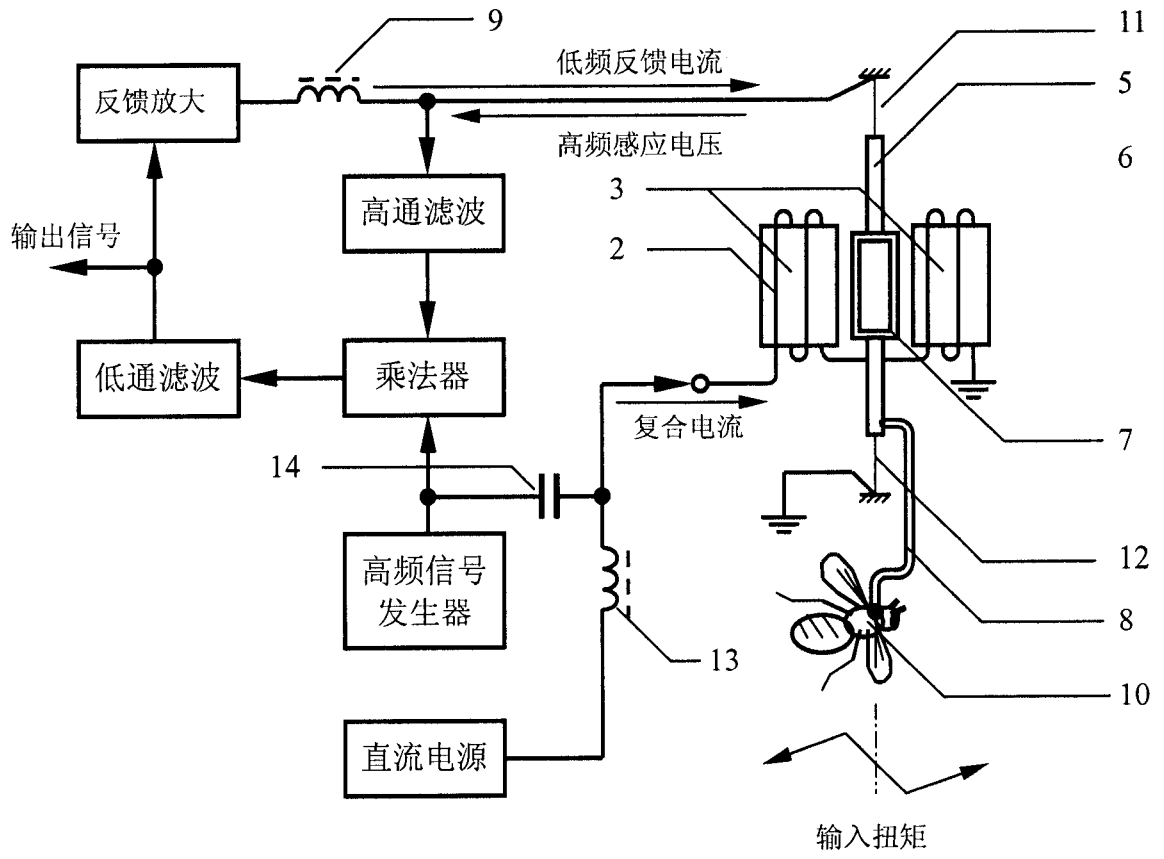 9
11
低频反馈电流
反馈放大
5
高频感应电压
6
3
高通滤波
输出信号
2
低通滤波
乘法器
复合电流
7
14
高频信号
发生器
12
8
13
10
直流电源
输入扭矩